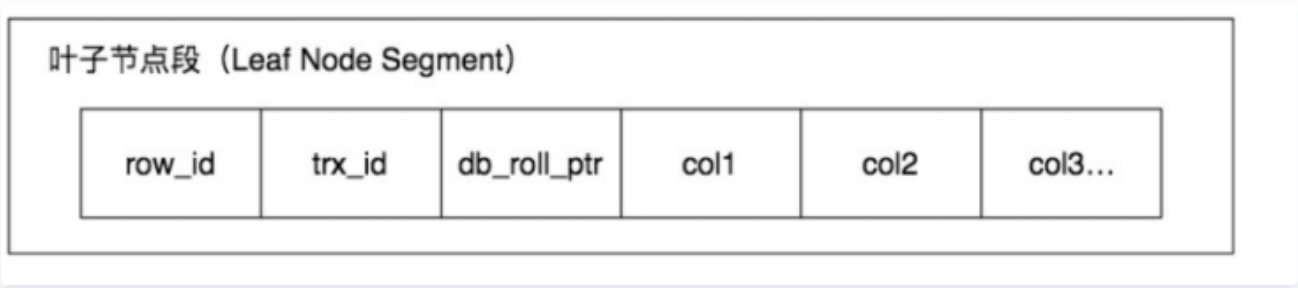 叶子节点段（Leaf Node Segment）
row_id trx_id db_roll_ptr col1 col2 col3...